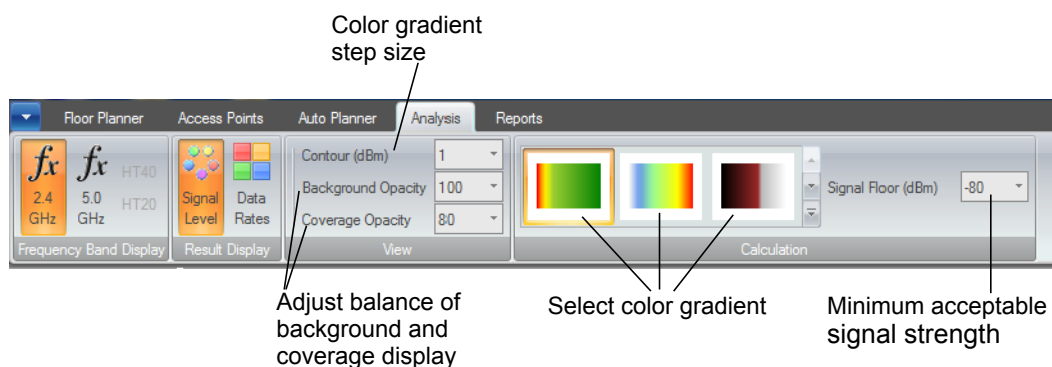 Color gradient
step size
Floor Planner Access Points Auto Planner Analysis Reports
fx fx HT40
2.4 5.0 HT20
GHz GHz
Signal Data
Level Rates
Contour (dBm) 1
Background Opacity 100
Coverage Opacity 80
Signal Floor (dBm) -80
Frequency Band Display Result Display View Calculation
Adjust balance of
background and
coverage display
Select color gradient
Minimum acceptable
signal strength